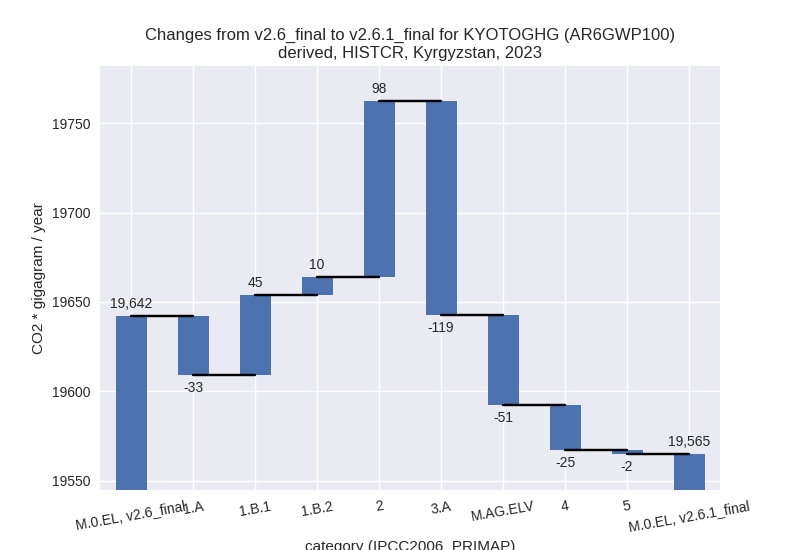 Changes from v2.6_final to v2.6.1_final for KYOTOGHG (AR6GWP100)
derived, HISTCR, Kyrgyzstan, 2023
CO2 * gigagram / year
19750
19700
19650
19600
19550
19,642
-33
45
10
98
-119
-51
-25
-2
19,565
M.0.EL, v2.6_final
1.A
1.B.1
1.B.2
2
3.A
M.AG.ELV
4
5
M.0.EL, v2.6.1_final
category (IPCC2006_PRIMAP)